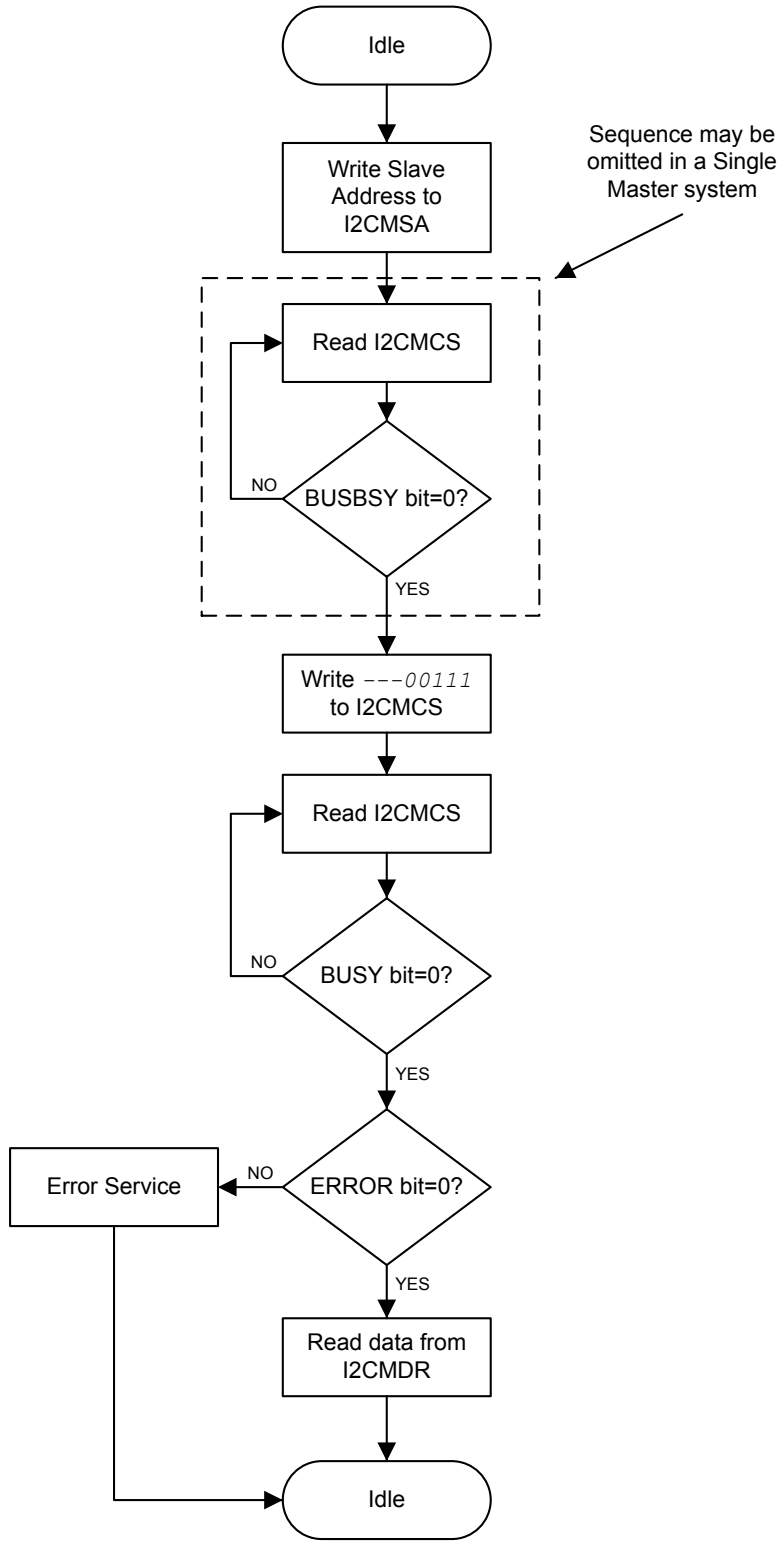 Idle
Sequence may be
omitted in a Single
Master system
Write Slave
Address to
I2CMSA
Read I2CMCS
BUSBSY bit=0?
NO
YES
Write ---00111
to I2CMCS
Read I2CMCS
BUSY bit=0?
NO
YES
Error Service
NO
ERROR bit=0?
YES
Read data from
I2CMDR
Idle